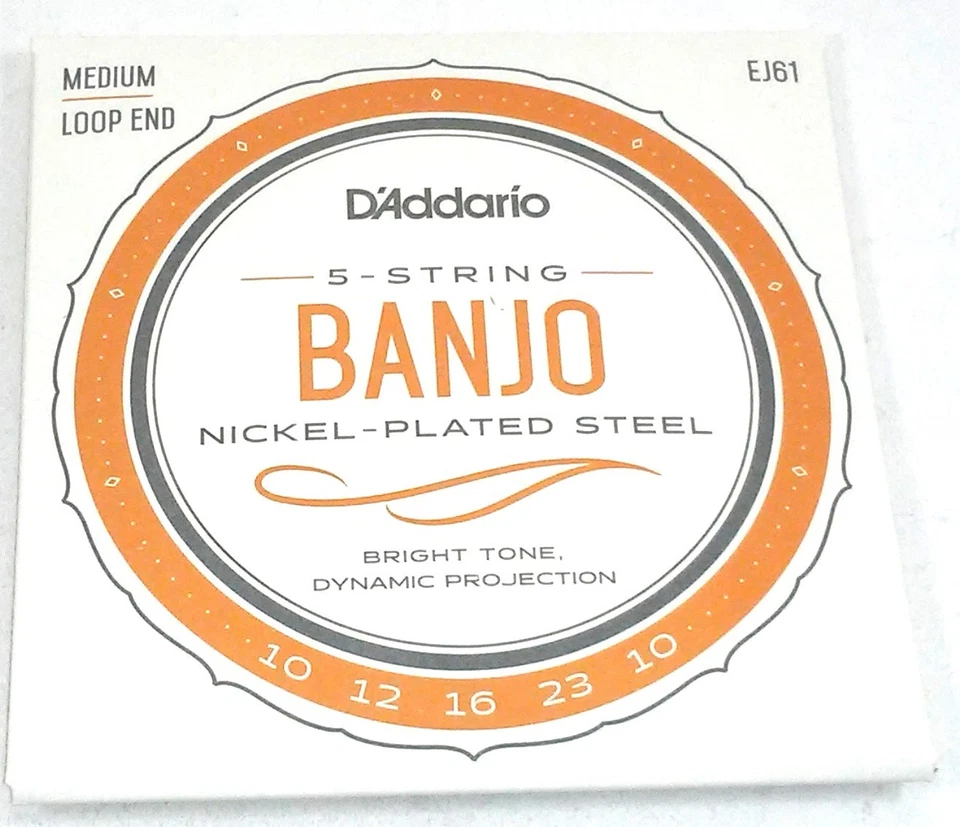 MEDIUM
LOOP END
EJ61
D'Addario
5-STRING
BANJO
NICKEL-PLATED STEEL
BRIGHT TONE,
DYNAMIC PROJECTION
10 12 16 23 10